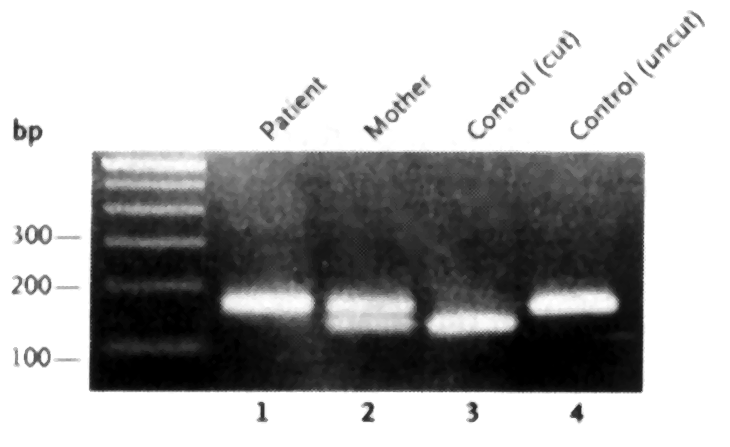 Patient
Mother
Control (cut)
Control (uncut)
bp
300
200
100
1 2 3 4